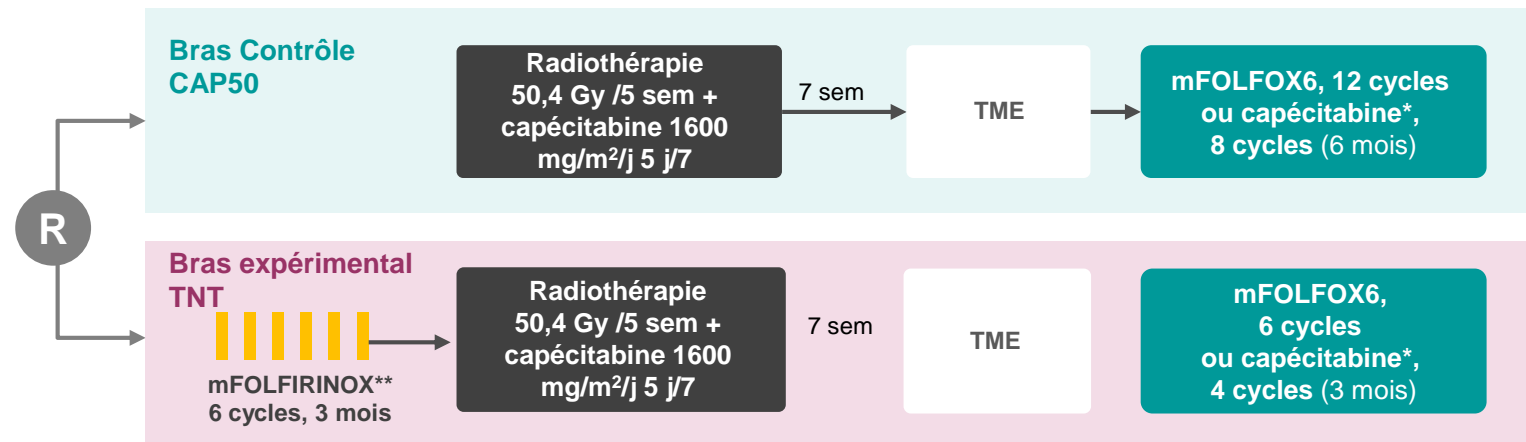 Bras Contrôle
CAP50
Radiothérapie
50,4 Gy /5 sem +
capécitabine 1600
mg/m²/j 5 j/7
7 sem
TME
mFOLFOX6, 12 cycles
ou capécitabine*,
8 cycles (6 mois)
R
Bras expérimental
TNT
mFOLFIRINOX**
6 cycles, 3 mois
Radiothérapie
50,4 Gy /5 sem +
capécitabine 1600
mg/m²/j 5 j/7
7 sem
TME
mFOLFOX6,
6 cycles
ou capécitabine*,
4 cycles (3 mois)